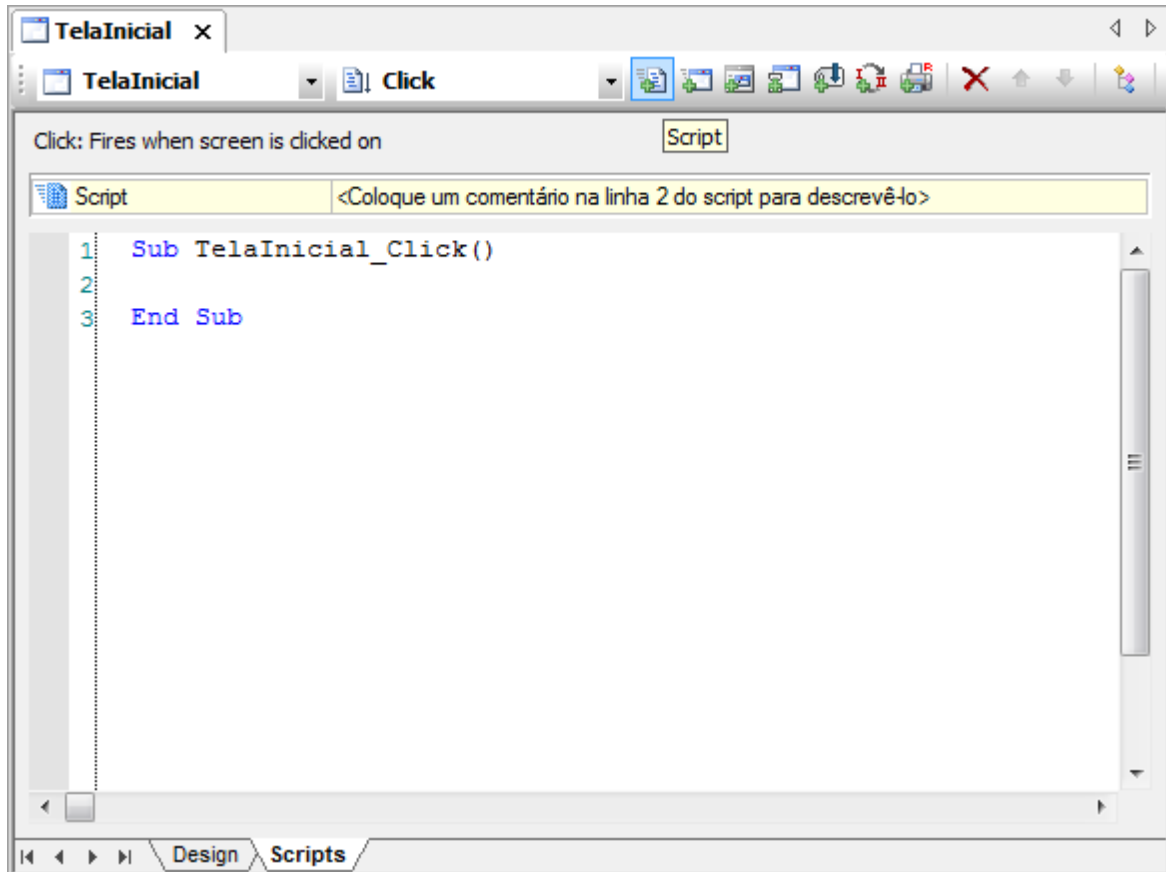 TelaInicial
TelaInicial Click
Click: Fires when screen is clicked on
Script
Script <Coloque um comentário na linha 2 do script para descrevê-lo>
1 Sub TelaInicial_Click()
2
3 End Sub
Design Scripts